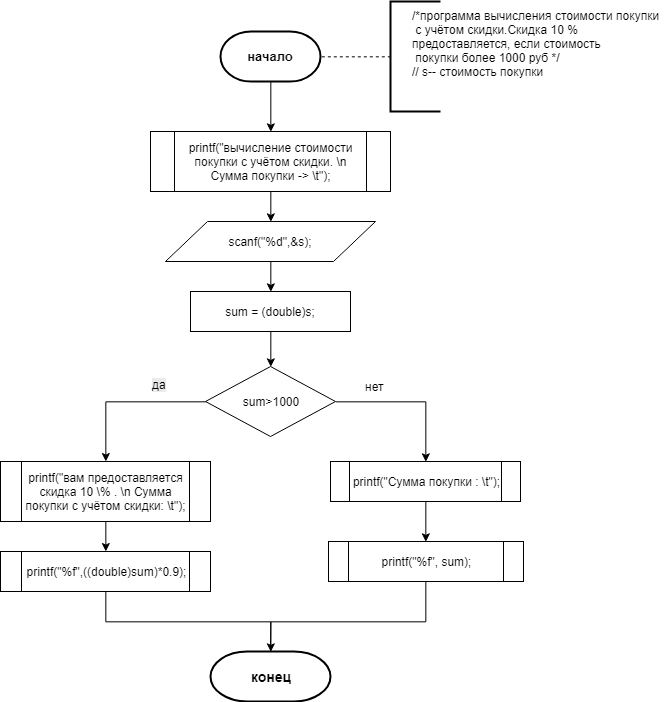 /*программа вычисления стоимости покупки
с учётом скидки.Скидка 10 %
предоставляется, если стоимость
покупки более 1000 руб */
// s-- стоимость покупки
начало
printf("вычисление стоимости
покупки с учётом скидки. \n
Сумма покупки -> \t");
scanf("%d",&s);
sum = (double)s;
да
нет
sum>1000
printf("вам предоставляется
скидка 10 \% . \n Сумма
покупки с учётом скидки: \t");
printf("Сумма покупки : \t");
printf("%f",((double)sum)*0.9);
printf("%f", sum);
конец